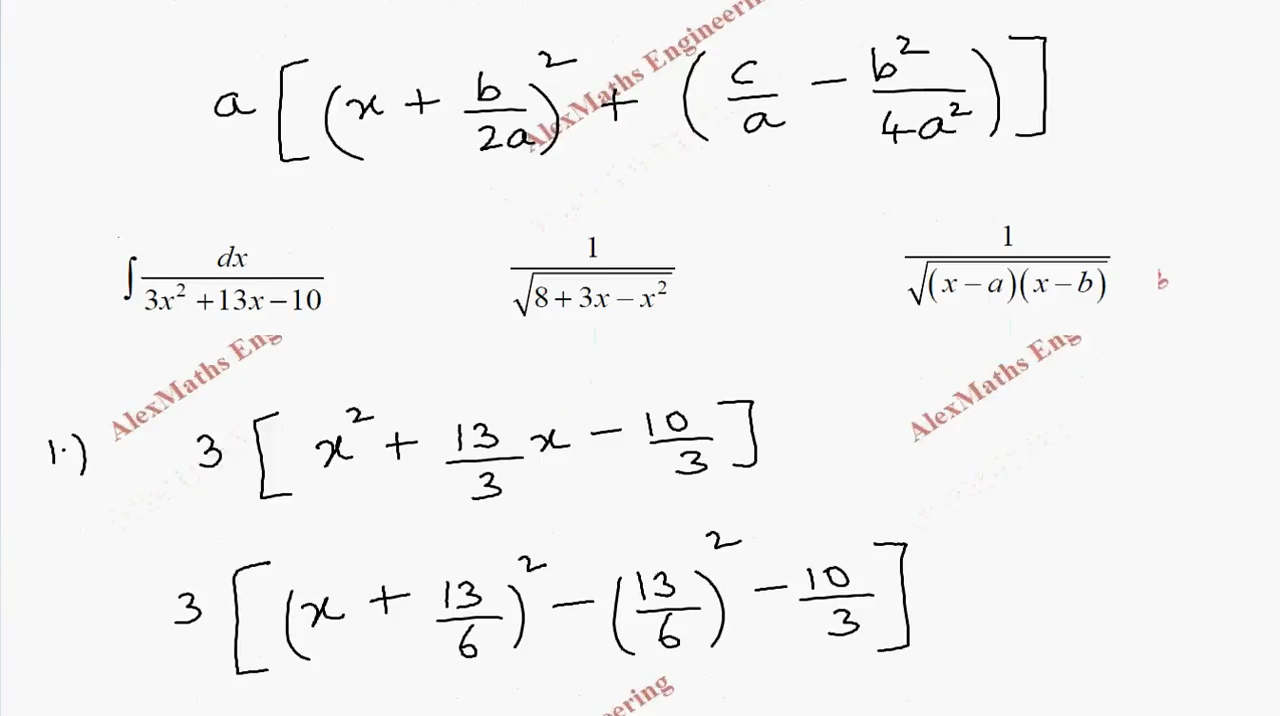 a [ (x + b/2a)² + (c/a − b²/4a²) ]
AlexMaths Engineering
∫ dx / (3x² + 13x − 10)    1 / √(8 + 3x − x²)    1 / √((x − a)(x − b))    b
AlexMaths Eng    AlexMaths Eng
1.)    3 [ x² + 13/3 x − 10/3 ]
3 [ (x + 13/6)² − (13/6)² − 10/3 ]
eering